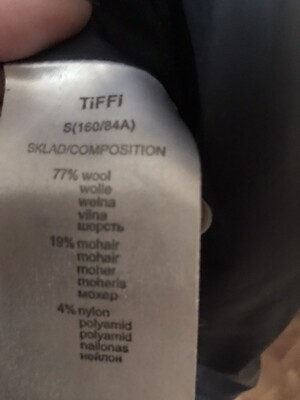 TiFFi
S(160/84A)
SKŁAD/COMPOSITION
77% wool
wolle
wełna
vilna
шерсть
19% mohair
mohair
moher
moheris
мохер
4% nylon
polyamid
polyamid
nailonas
нейлон